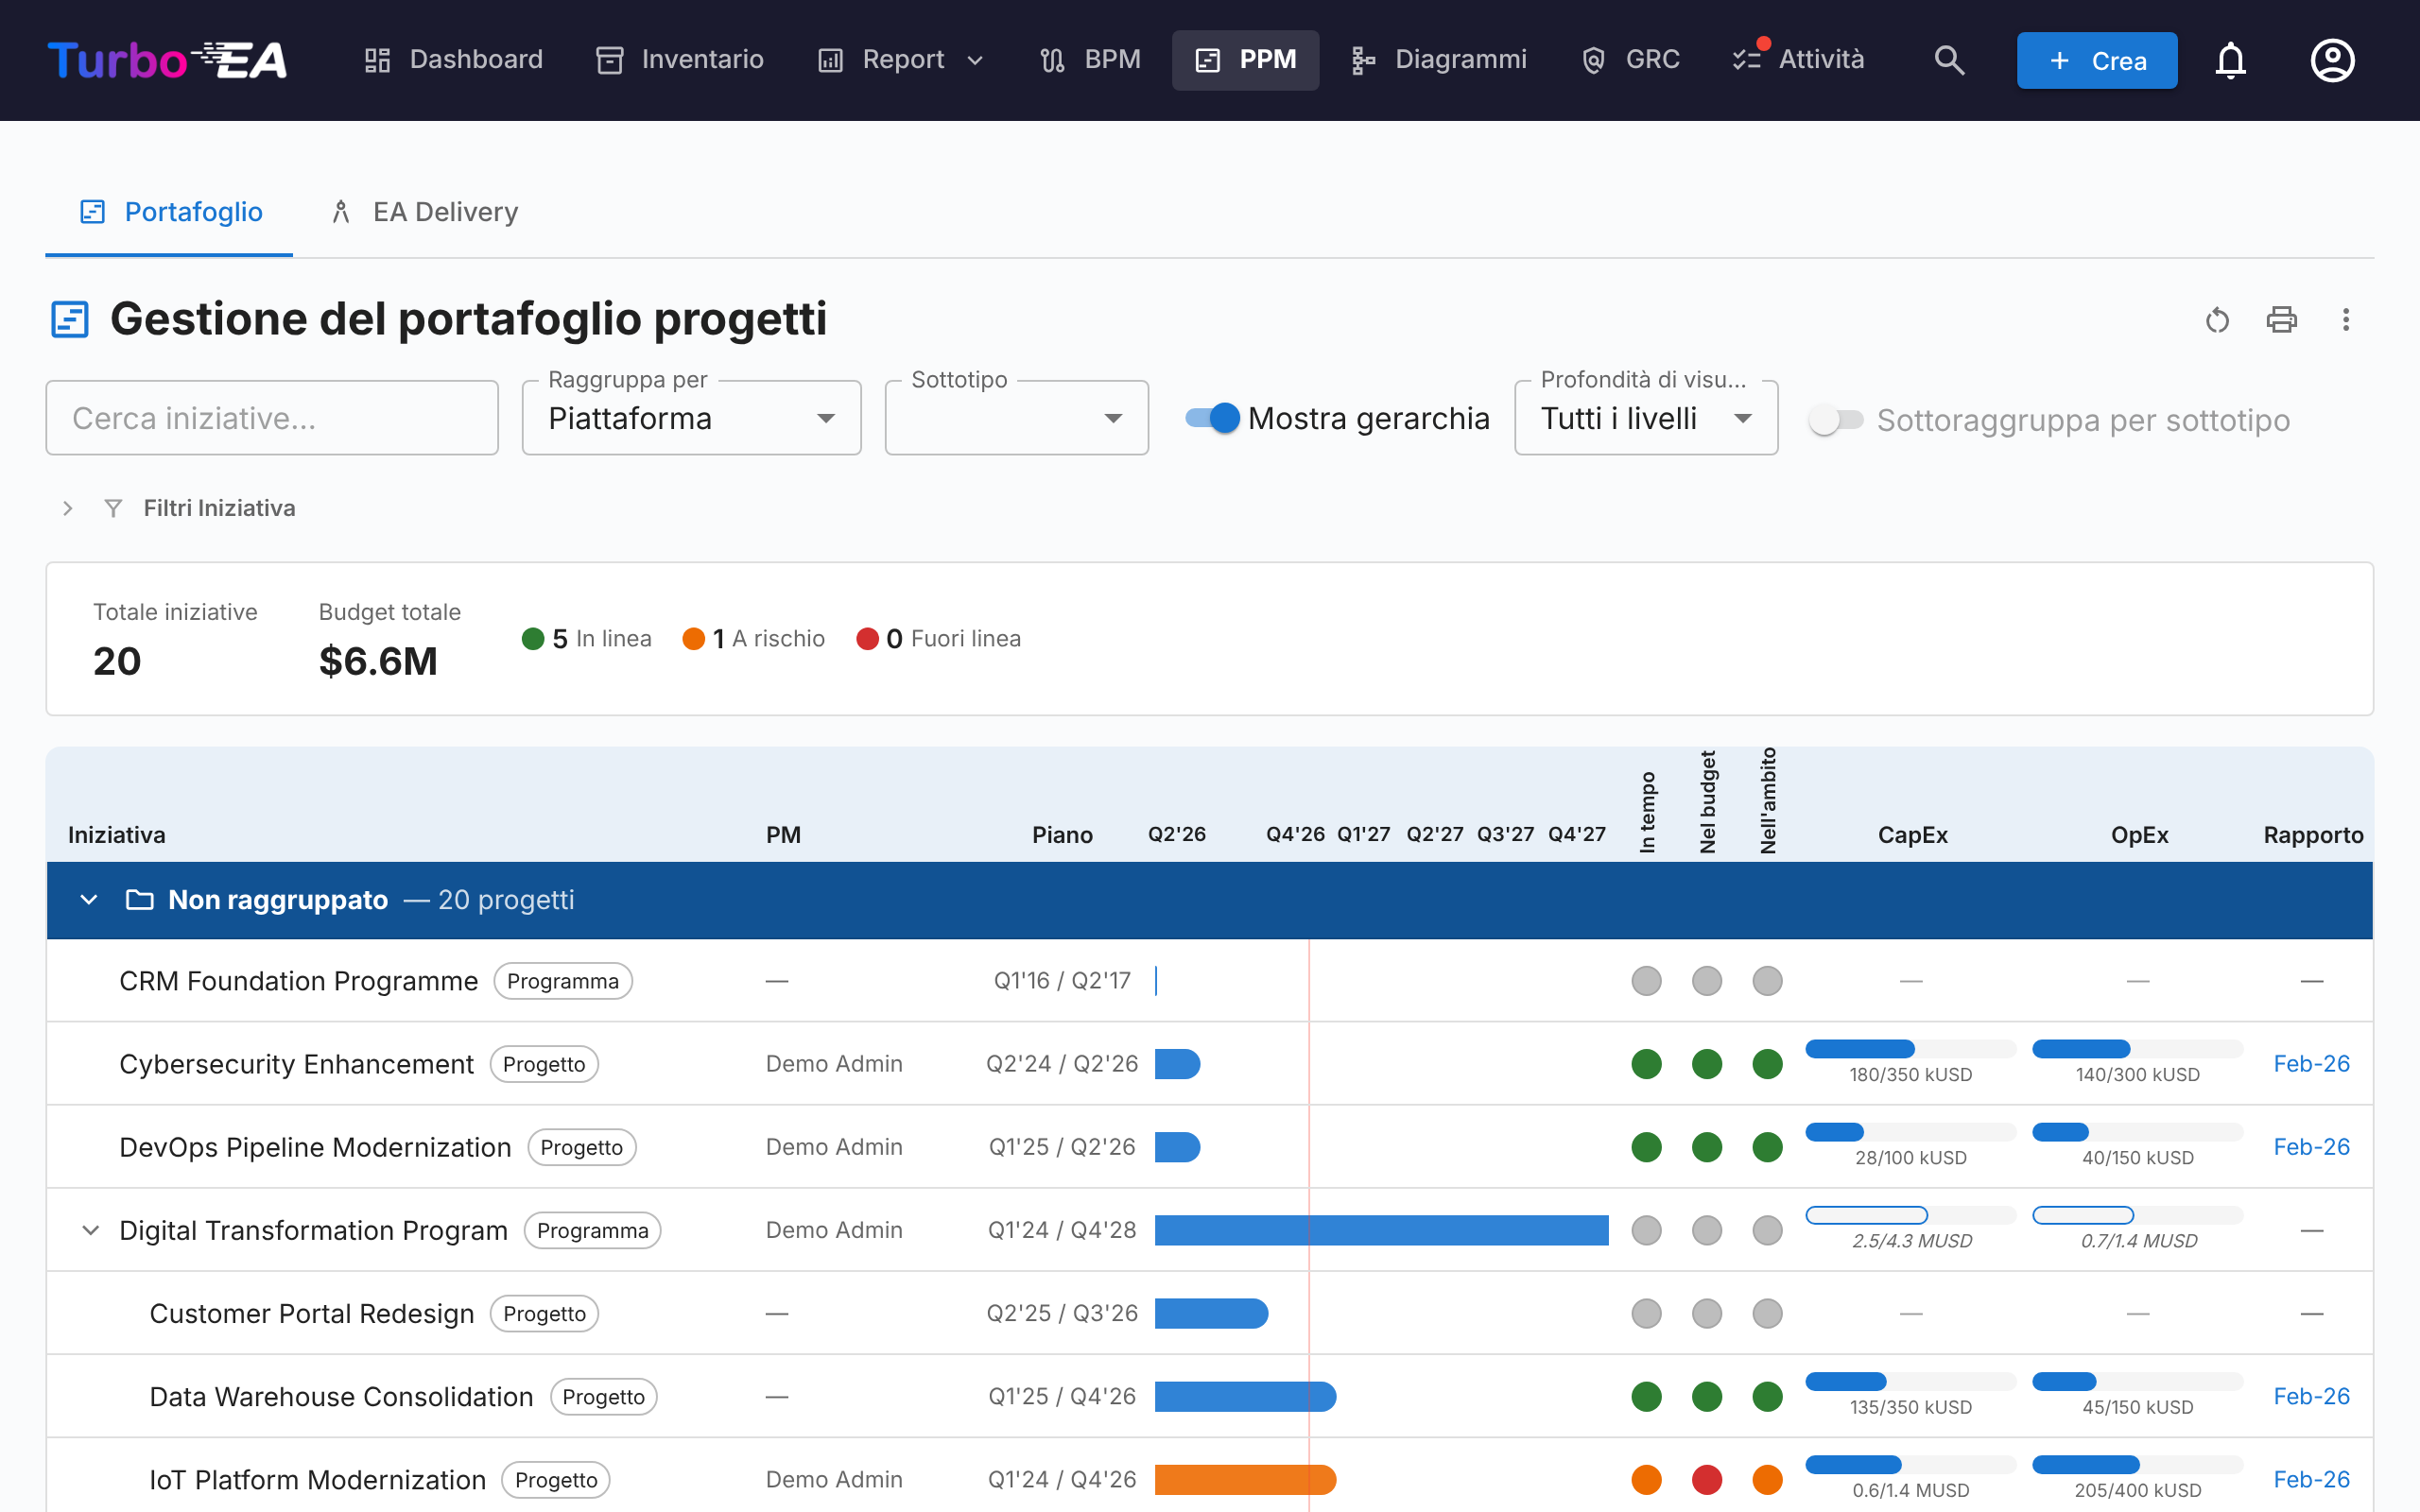 Turbo EA
Dashboard
Inventario
Report
BPM
PPM
Diagrammi
GRC
Attività
+ Crea
Portafoglio
EA Delivery
Gestione del portafoglio progetti
Cerca iniziative...
Raggruppa per
Piattaforma
Sottotipo
Mostra gerarchia
Profondità di visu...
Tutti i livelli
Sottoraggruppa per sottotipo
Filtri Iniziativa
Totale iniziative
20
Budget totale
$6.6M
5 In linea
1 A rischio
0 Fuori linea
Iniziativa PM Piano Q2'26 Q4'26 Q1'27 Q2'27 Q3'27 Q4'27 In tempo Nel budget Nell'ambito CapEx OpEx Rapporto
Non raggruppato — 20 progetti
CRM Foundation Programme Programma — Q1'16 / Q2'17 — — —
Cybersecurity Enhancement Progetto Demo Admin Q2'24 / Q2'26 180/350 kUSD 140/300 kUSD Feb-26
DevOps Pipeline Modernization Progetto Demo Admin Q1'25 / Q2'26 28/100 kUSD 40/150 kUSD Feb-26
Digital Transformation Program Programma Demo Admin Q1'24 / Q4'28 2.5/4.3 MUSD 0.7/1.4 MUSD —
Customer Portal Redesign Progetto — Q2'25 / Q3'26 — — —
Data Warehouse Consolidation Progetto — Q1'25 / Q4'26 135/350 kUSD 45/150 kUSD Feb-26
IoT Platform Modernization Progetto Demo Admin Q1'24 / Q4'26 0.6/1.4 MUSD 205/400 kUSD Feb-26